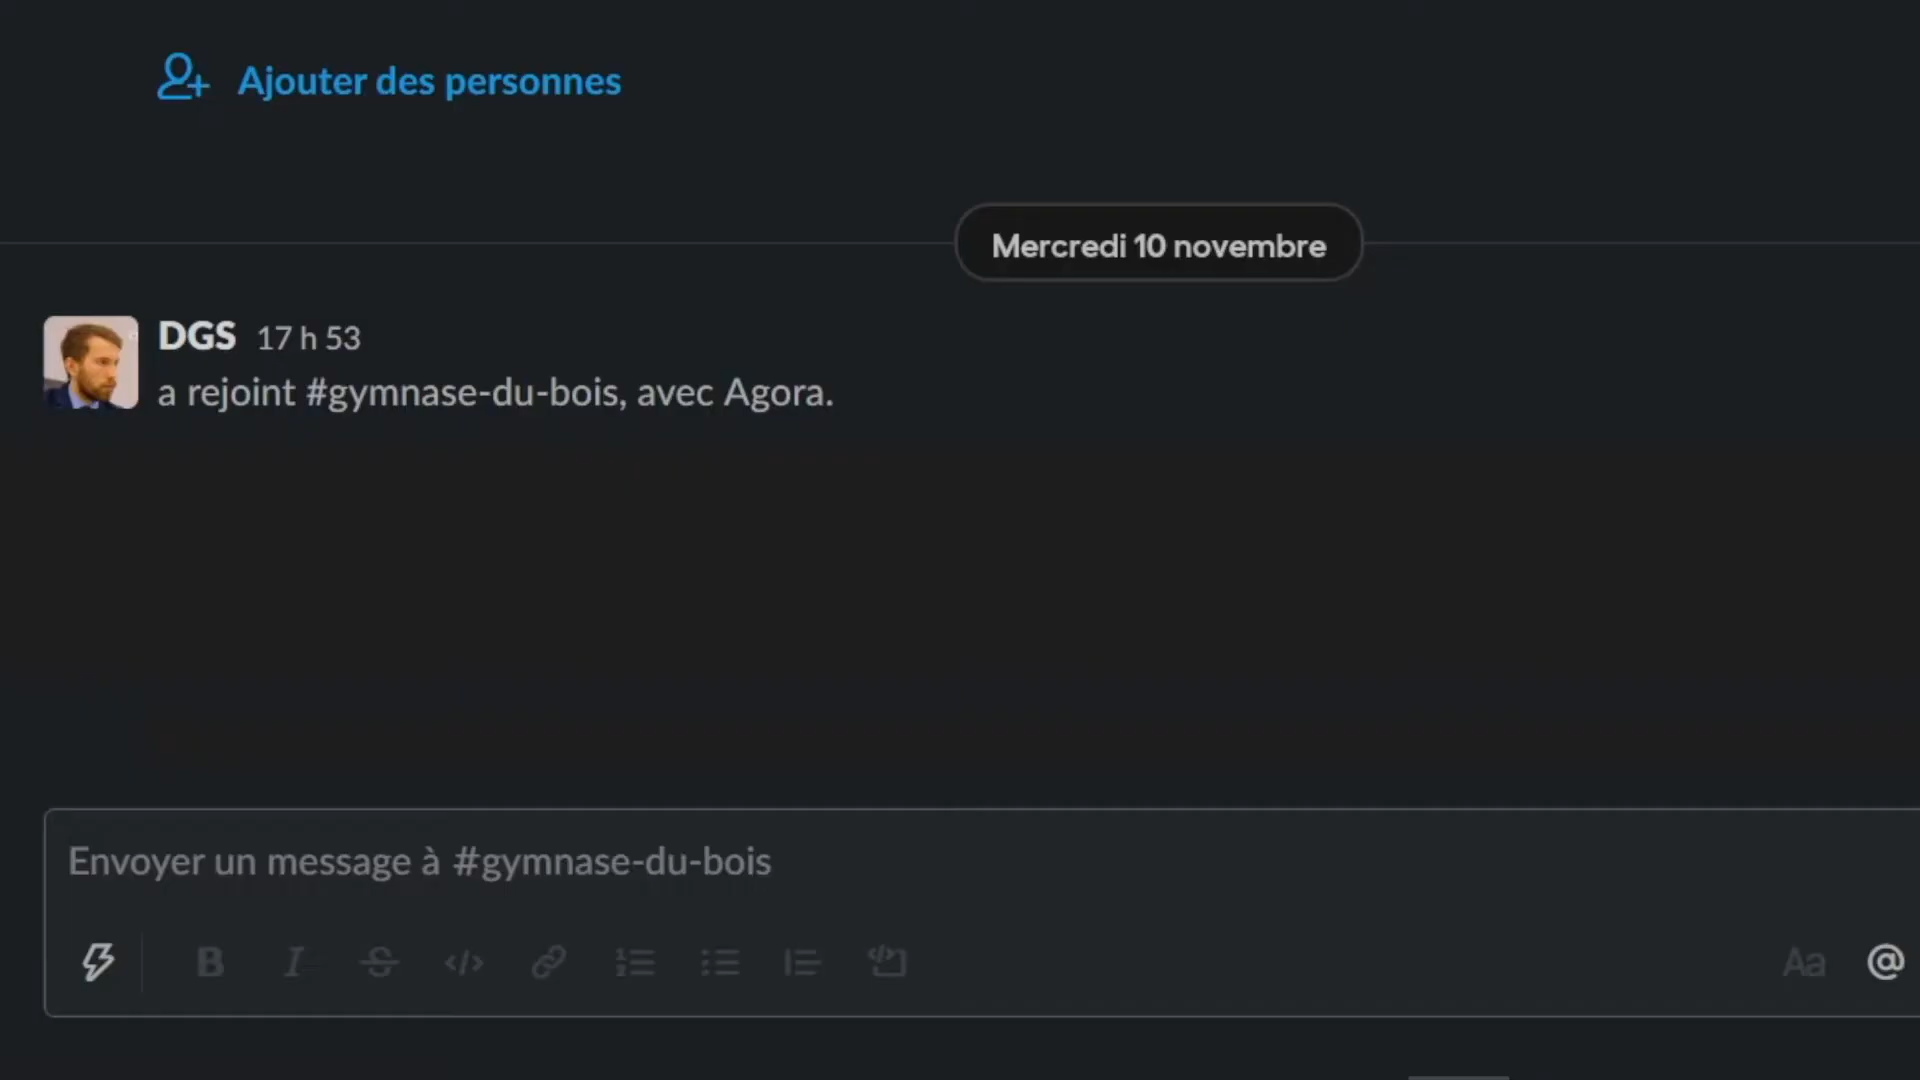 Ajouter des personnes
Mercredi 10 novembre
DGS 17 h 53
a rejoint #gymnase-du-bois, avec Agora.
Envoyer un message à #gymnase-du-bois
B I S </> Aa @